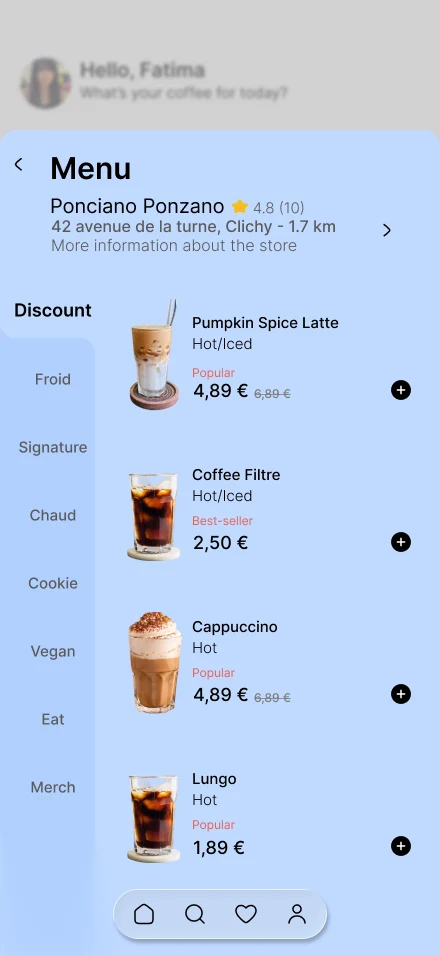 Hello, Fatima
What's your coffee for today?
Menu
Ponciano Ponzano 4.8 (10)
42 avenue de la turne, Clichy - 1.7 km
More information about the store
Discount
Froid
Signature
Chaud
Cookie
Vegan
Eat
Merch
Pumpkin Spice Latte
Hot/Iced
Popular
4,89 € 6,89 €
Coffee Filtre
Hot/Iced
Best-seller
2,50 €
Cappuccino
Hot
Popular
4,89 € 6,89 €
Lungo
Hot
Popular
1,89 €